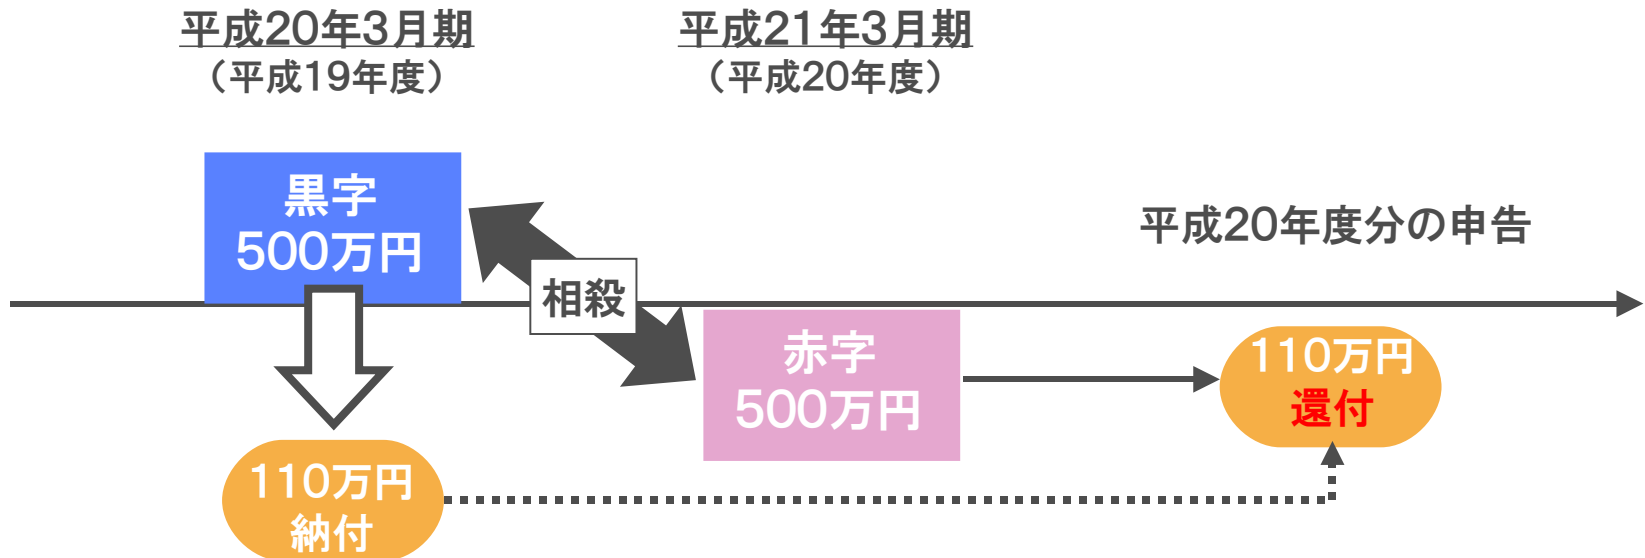 平成20年3月期
（平成19年度）
平成21年3月期
（平成20年度）
黒字
500万円
相殺
赤字
500万円
平成20年度分の申告
110万円
還付
110万円
納付